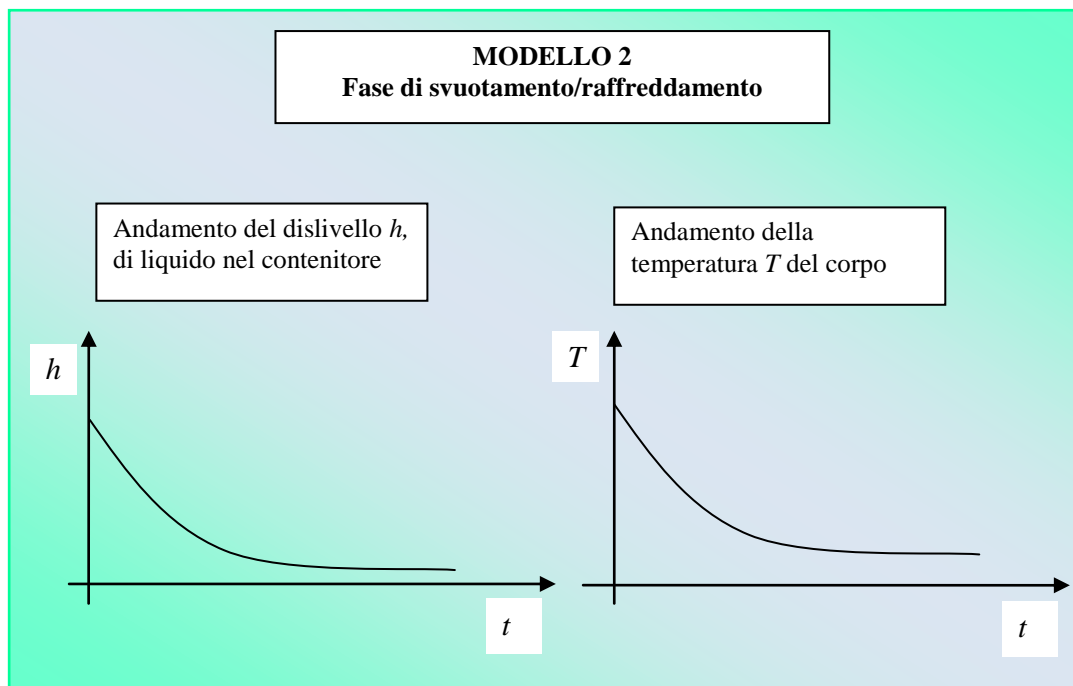 MODELLO 2
Fase di svuotamento/raffreddamento
Andamento del dislivello h,
di liquido nel contenitore
Andamento della
temperatura T del corpo
h
t
T
t